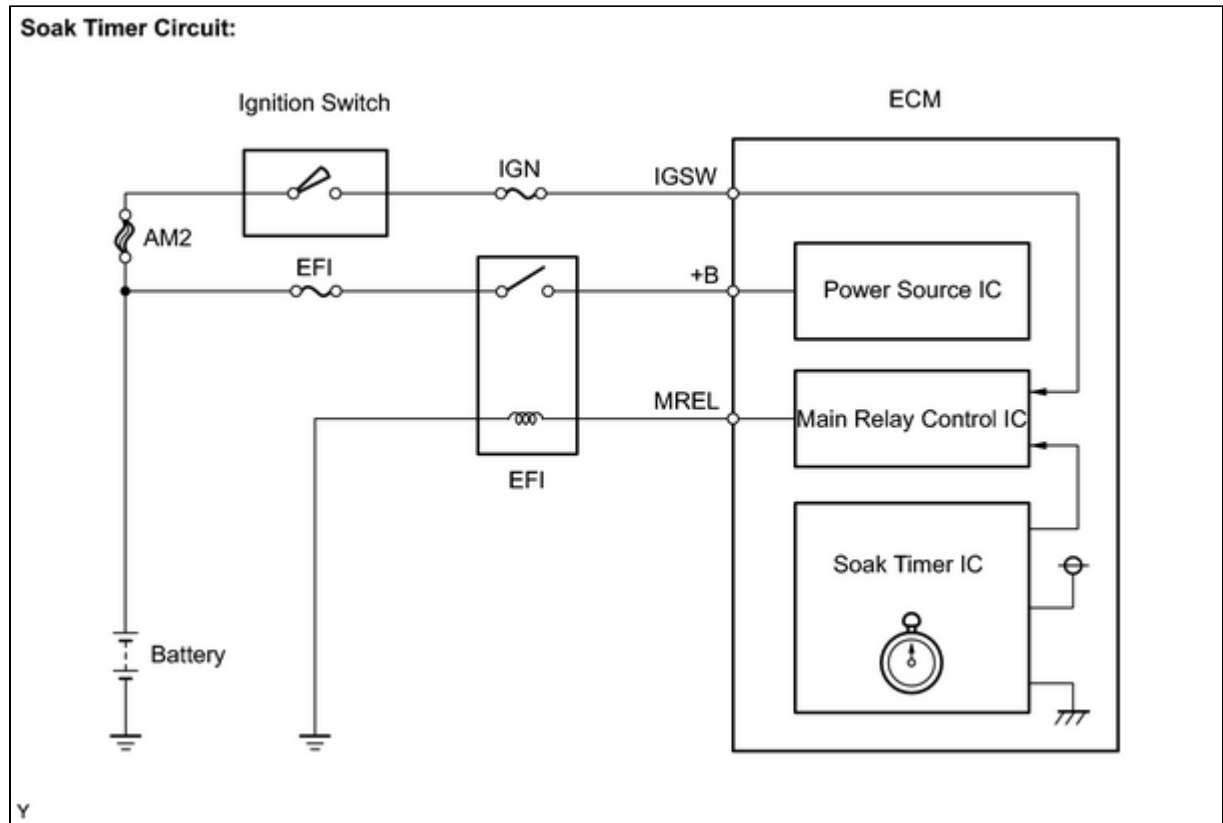 Soak Timer Circuit:
Ignition Switch
ECM
IGN
IGSW
AM2
EFI
+B
Power Source IC
MREL
Main Relay Control IC
EFI
Soak Timer IC
Battery
Y